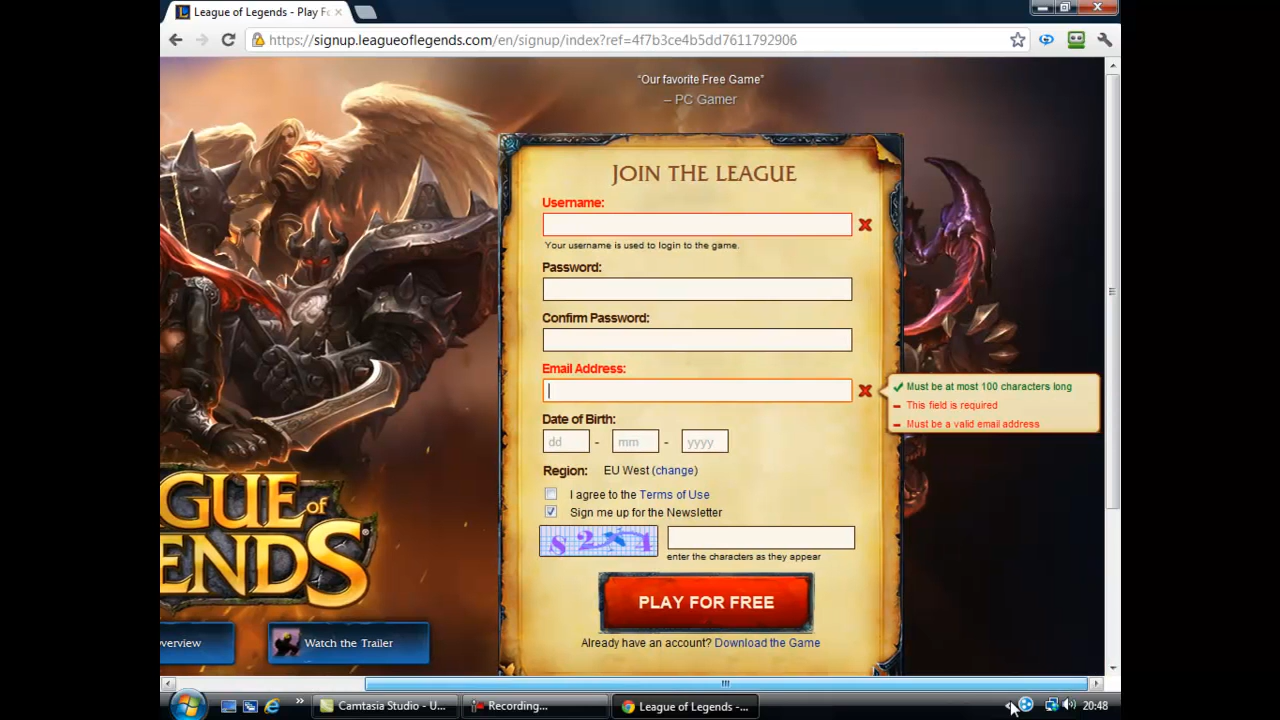 League of Legends - Play F
https://signup.leagueoflegends.com/en/signup/index?ref=4f7b3ce4b5dd7611792906
“Our favorite Free Game”
– PC Gamer
JOIN THE LEAGUE
Username:
Your username is used to login to the game.
Password:
Confirm Password:
Email Address:
Must be at most 100 characters long
This field is required
Must be a valid email address
Date of Birth:
dd - mm - yyyy
Region: EU West (change)
I agree to the Terms of Use
Sign me up for the Newsletter
enter the characters as they appear
GUE OF
ENDS
PLAY FOR FREE
verview
Watch the Trailer
Already have an account? Download the Game
Camtasia Studio - U...
Recording...
League of Legends -...
20:48